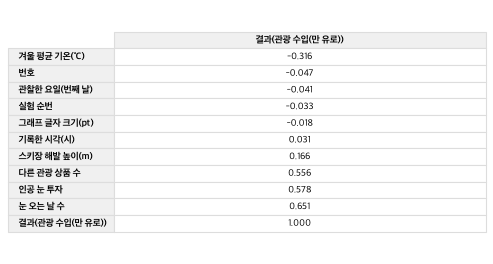 결과(관광 수입(만 유로))
겨울 평균 기온(℃) -0.316
번호 -0.047
관찰한 요일(번째 날) -0.041
실험 순번 -0.033
그래프 글자 크기(pt) -0.018
기록한 시각(시) 0.031
스키장 해발 높이(m) 0.166
다른 관광 상품 수 0.556
인공 눈 투자 0.578
눈 오는 날 수 0.651
결과(관광 수입(만 유로)) 1.000